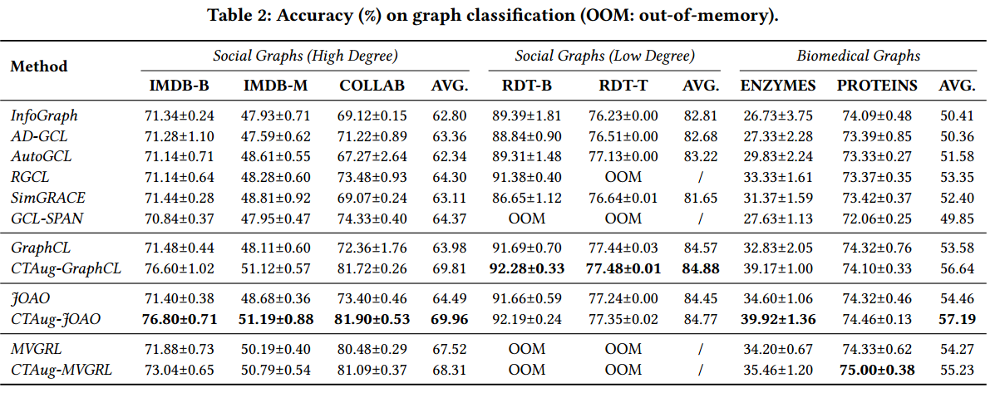 Table 2: Accuracy (%) on graph classification (OOM: out-of-memory).
Method Social Graphs (High Degree) Social Graphs (Low Degree) Biomedical Graphs
IMDB-B IMDB-M COLLAB AVG. RDT-B RDT-T AVG. ENZYMES PROTEINS AVG.
InfoGraph 71.34±0.24 47.93±0.71 69.12±0.15 62.80 89.39±1.81 76.23±0.00 82.81 26.73±3.75 74.09±0.48 50.41
AD-GCL 71.28±1.10 47.59±0.62 71.22±0.89 63.36 88.84±0.90 76.51±0.00 82.68 27.33±2.28 73.39±0.85 50.36
AutoGCL 71.14±0.71 48.61±0.55 67.27±2.64 62.34 89.31±1.48 77.13±0.00 83.22 29.83±2.24 73.33±0.27 51.58
RGCL 71.14±0.64 48.28±0.60 73.48±0.93 64.30 91.38±0.40 OOM / 33.33±1.61 73.37±0.35 53.35
SimGRACE 71.44±0.28 48.81±0.92 69.07±0.24 63.11 86.65±1.12 76.64±0.01 81.65 31.37±1.59 73.42±0.37 52.40
GCL-SPAN 70.84±0.37 47.95±0.47 74.33±0.40 64.37 OOM OOM / 27.63±1.13 72.06±0.25 49.85
GraphCL 71.48±0.44 48.11±0.60 72.36±1.76 63.98 91.69±0.70 77.44±0.03 84.57 32.83±2.05 74.32±0.76 53.58
CTAug-GraphCL 76.60±1.02 51.12±0.57 81.72±0.26 69.81 92.28±0.33 77.48±0.01 84.88 39.17±1.00 74.10±0.33 56.64
JOAO 71.40±0.38 48.68±0.36 73.40±0.46 64.49 91.66±0.59 77.24±0.00 84.45 34.60±1.06 74.32±0.46 54.46
CTAug-JOAO 76.80±0.71 51.19±0.88 81.90±0.53 69.96 92.19±0.24 77.35±0.02 84.77 39.92±1.36 74.46±0.13 57.19
MVGRL 71.88±0.73 50.19±0.40 80.48±0.29 67.52 OOM OOM / 34.20±0.67 74.33±0.62 54.27
CTAug-MVGRL 73.04±0.65 50.79±0.54 81.09±0.37 68.31 OOM OOM / 35.46±1.20 75.00±0.38 55.23